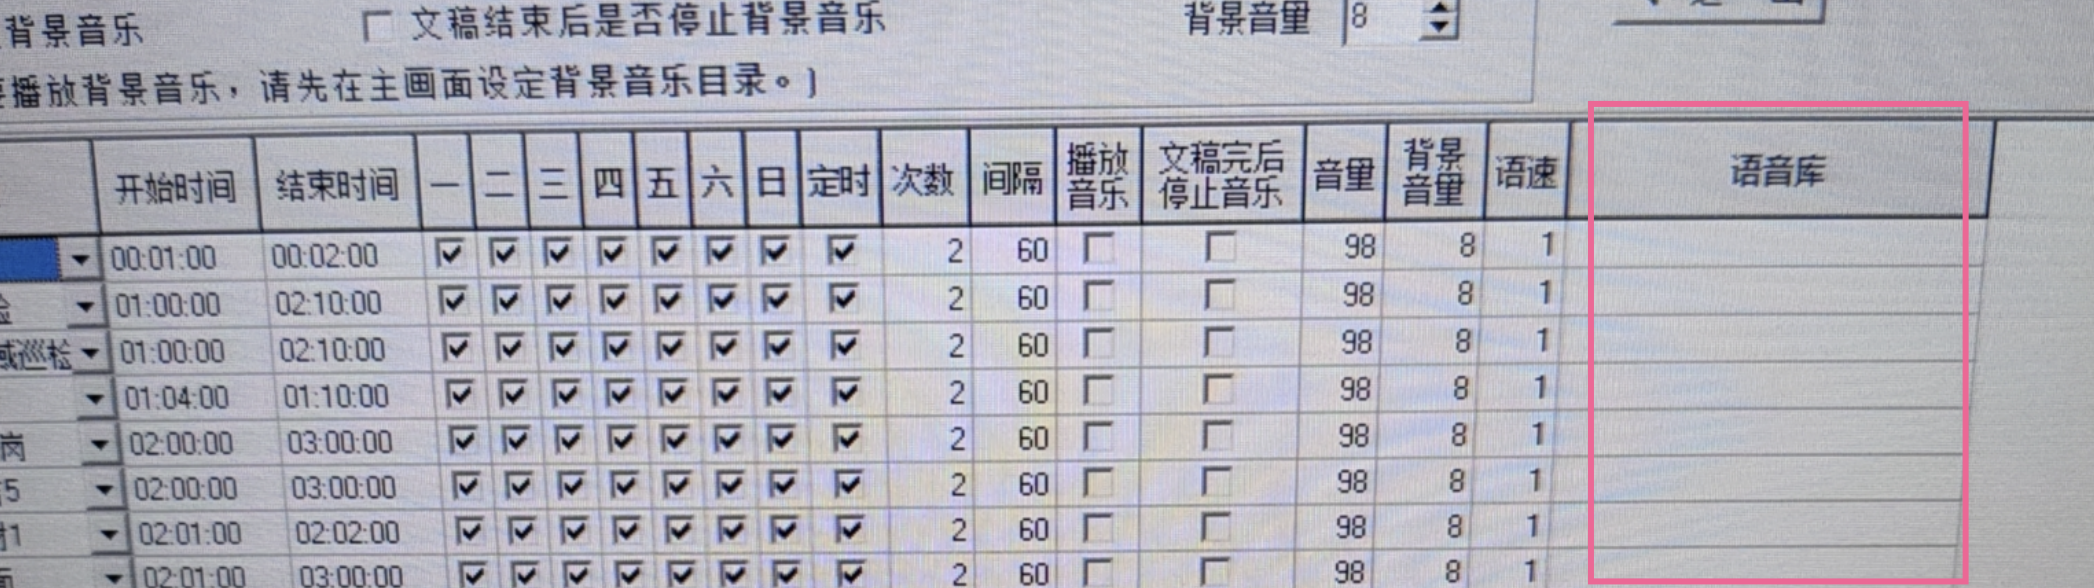 背景音乐 文稿结束后是否停止背景音乐 背景音量 8
播放背景音乐，请先在主画面设定背景音乐目录。)
开始时间 结束时间 一 二 三 四 五 六 日 定时 次数 间隔 播放音乐 文稿完后停止音乐 音量 背景音量 语速 语音库
00:01:00 00:02:00 2 60 98 8 1
01:00:00 02:10:00 2 60 98 8 1
域巡检 01:00:00 02:10:00 2 60 98 8 1
01:04:00 01:10:00 2 60 98 8 1
岗 02:00:00 03:00:00 2 60 98 8 1
5 02:00:00 03:00:00 2 60 98 8 1
1 02:01:00 02:02:00 2 60 98 8 1
02:01:00 03:00:00 2 60 98 8 1